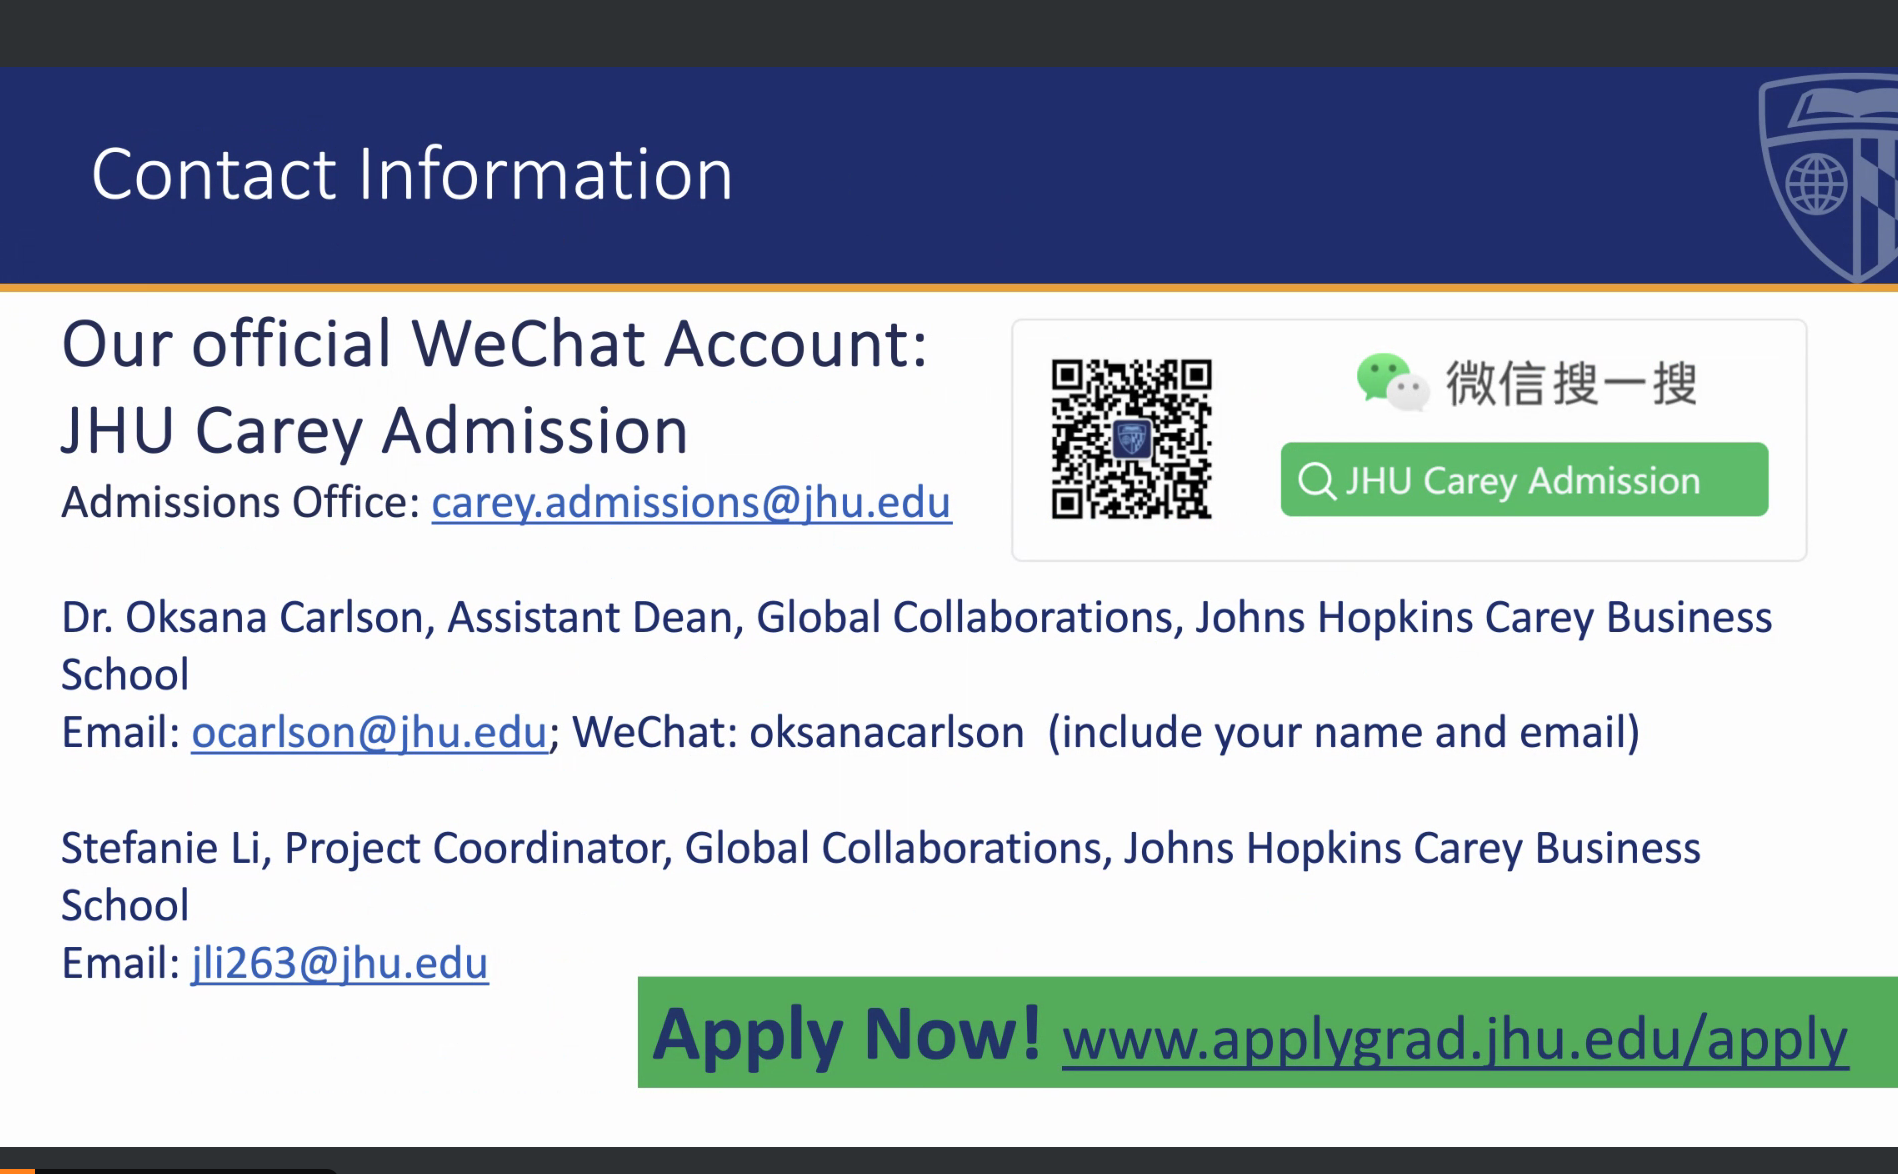 Contact Information
Our official WeChat Account:
JHU Carey Admission
Admissions Office: carey.admissions@jhu.edu
微信搜一搜
JHU Carey Admission
Dr. Oksana Carlson, Assistant Dean, Global Collaborations, Johns Hopkins Carey Business
School
Email: ocarlson@jhu.edu; WeChat: oksanacarlson  (include your name and email)
Stefanie Li, Project Coordinator, Global Collaborations, Johns Hopkins Carey Business
School
Email: jli263@jhu.edu
Apply Now! www.applygrad.jhu.edu/apply